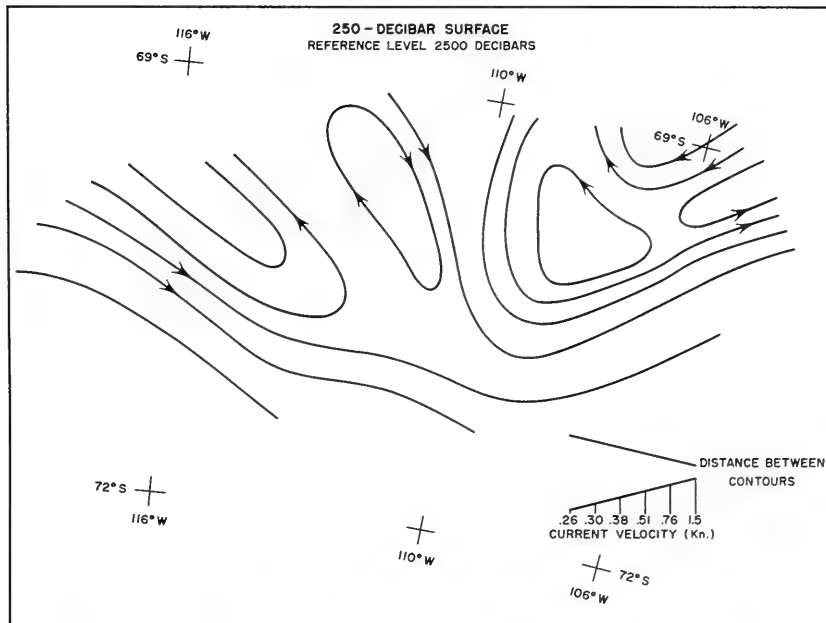 250-DECIBAR SURFACE
REFERENCE LEVEL 2500 DECIBARS
116°W
69°S
110°W
106°W
69°S
DISTANCE BETWEEN
CONTOURS
.26 .30 .38 .51 .76 1.5
CURRENT VELOCITY (Kn.)
72°S
116°W
110°W
72°S
106°W